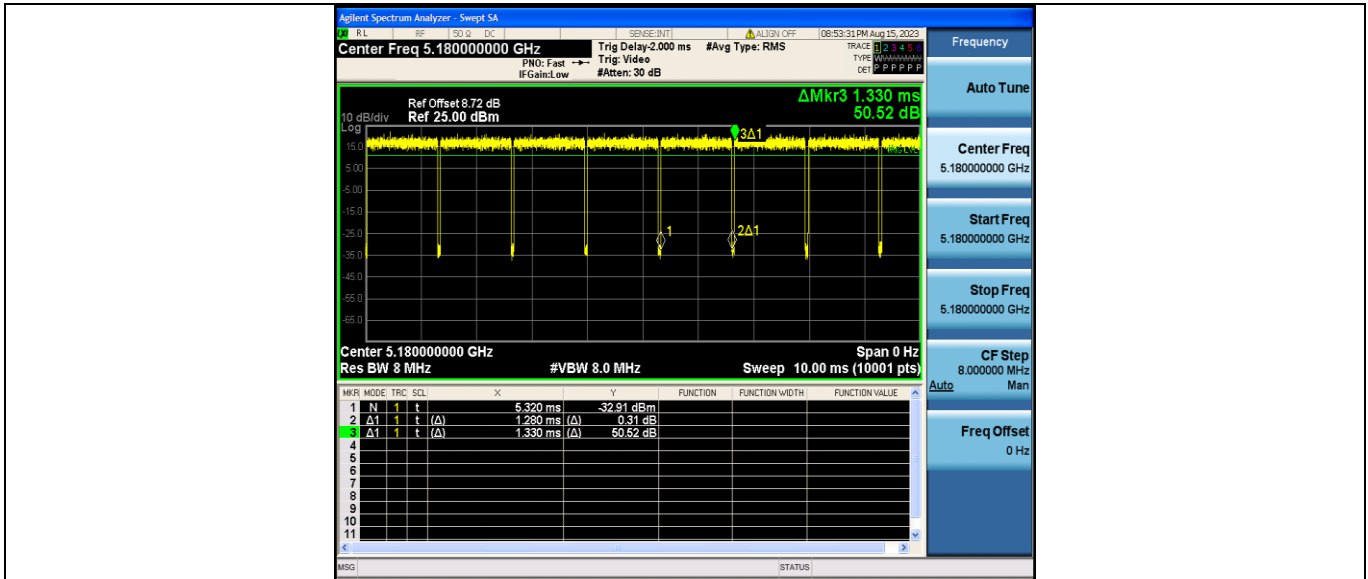 Agilent Spectrum Analyzer - Swept SA
LXI RL RF 50 Ω DC SENSE:INT ALIGN OFF 08:53:31 PM Aug 15, 2023
Center Freq 5.180000000 GHz
PNO: Fast
IFGain:Low
Trig Delay-2.000 ms
Trig: Video
#Atten: 30 dB
#Avg Type: RMS
TRACE 1 2 3 4 5 6
TYPE
DET P P P P P P
ΔMkr3 1.330 ms
50.52 dB
Ref Offset 8.72 dB
10 dB/div Ref 25.00 dBm
Log
15.0
5.00
-5.00
-15.0
-25.0
-35.0
-45.0
-55.0
-65.0
3Δ1
1
2Δ1
Center 5.180000000 GHz Span 0 Hz
Res BW 8 MHz #VBW 8.0 MHz Sweep 10.00 ms (10001 pts)
MKR MODE TRC SCL X Y FUNCTION FUNCTION WIDTH FUNCTION VALUE
1 N 1 t 5.320 ms -32.91 dBm
2 Δ1 1 t (Δ) 1.280 ms (Δ) 0.31 dB
3 Δ1 1 t (Δ) 1.330 ms (Δ) 50.52 dB
4
5
6
7
8
9
10
11
MSG STATUS
Frequency
Auto Tune
Center Freq
5.180000000 GHz
Start Freq
5.180000000 GHz
Stop Freq
5.180000000 GHz
CF Step
8.000000 MHz
Auto Man
Freq Offset
0 Hz